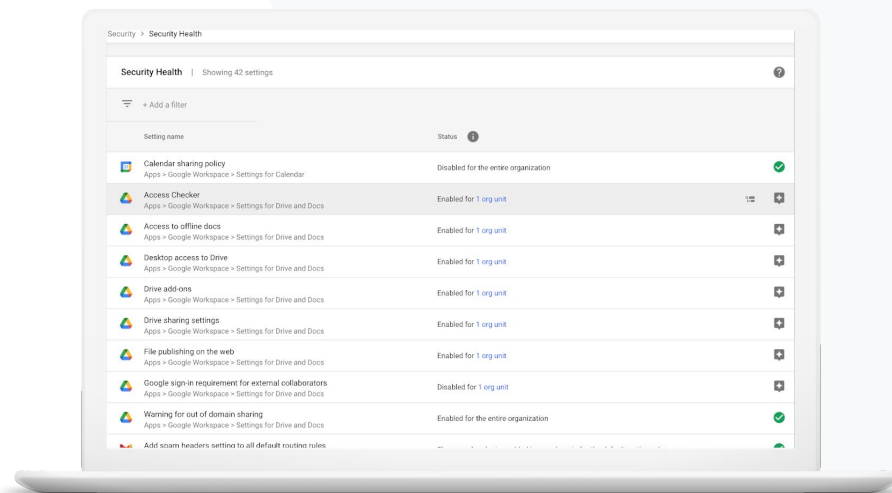 Security > Security Health
Security Health | Showing 42 settings
+ Add a filter
Setting name Status
Calendar sharing policy
Apps > Google Workspace > Settings for Calendar
Disabled for the entire organization
Access Checker
Apps > Google Workspace > Settings for Drive and Docs
Enabled for 1 org unit
Access to offline docs
Apps > Google Workspace > Settings for Drive and Docs
Enabled for 1 org unit
Desktop access to Drive
Apps > Google Workspace > Settings for Drive and Docs
Enabled for 1 org unit
Drive add-ons
Apps > Google Workspace > Settings for Drive and Docs
Enabled for 1 org unit
Drive sharing settings
Apps > Google Workspace > Settings for Drive and Docs
Enabled for 1 org unit
File publishing on the web
Apps > Google Workspace > Settings for Drive and Docs
Enabled for 1 org unit
Google sign-in requirement for external collaborators
Apps > Google Workspace > Settings for Drive and Docs
Disabled for 1 org unit
Warning for out of domain sharing
Apps > Google Workspace > Settings for Drive and Docs
Enabled for the entire organization
Add spam headers setting to all default routing rules